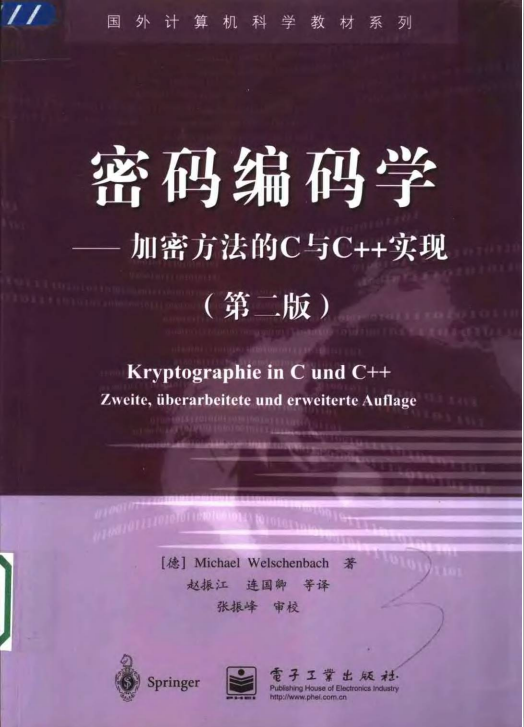 国外计算机科学教材系列
密码编码学
——加密方法的C与C++实现
（第二版）
Kryptographie in C und C++
Zweite, überarbeitete und erweiterte Auflage
[德] Michael Welschenbach 著
赵振江 连国卿 等译
张振峰 审校
Springer
電子工業出版社·
Publishing House of Electronics Industry
http://www.phei.com.cn